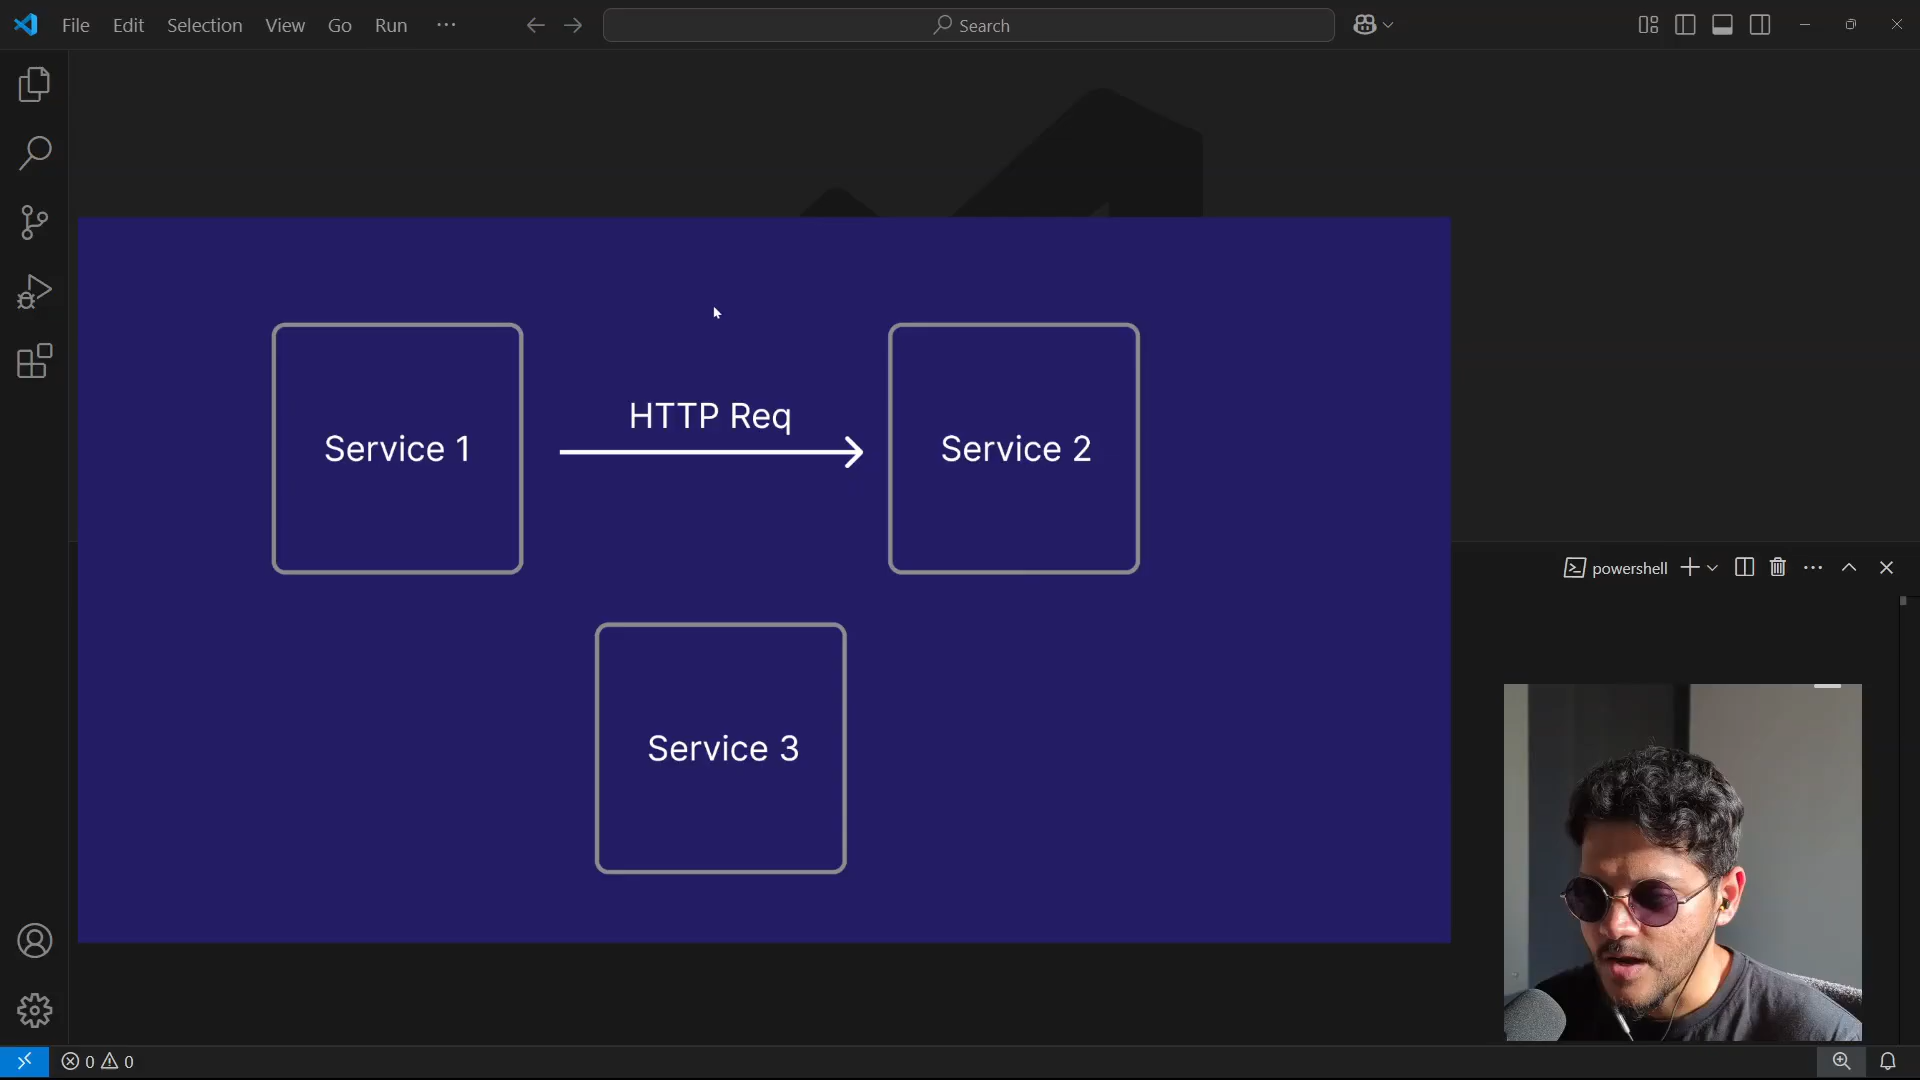 File Edit Selection View Go Run ···
Search
HTTP Req
Service 1
Service 2
powershell
Service 3
0 0